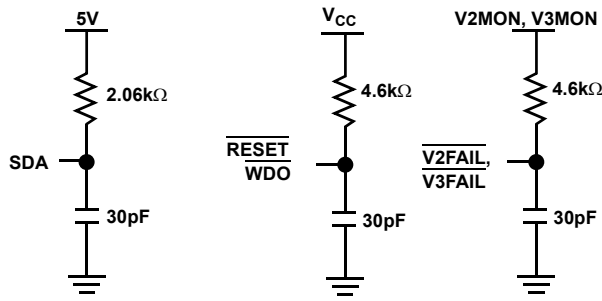 5V
2.06kΩ
SDA
30pF
VCC
4.6kΩ
RESET
WDO
30pF
V2MON, V3MON
4.6kΩ
V2FAIL,
V3FAIL
30pF